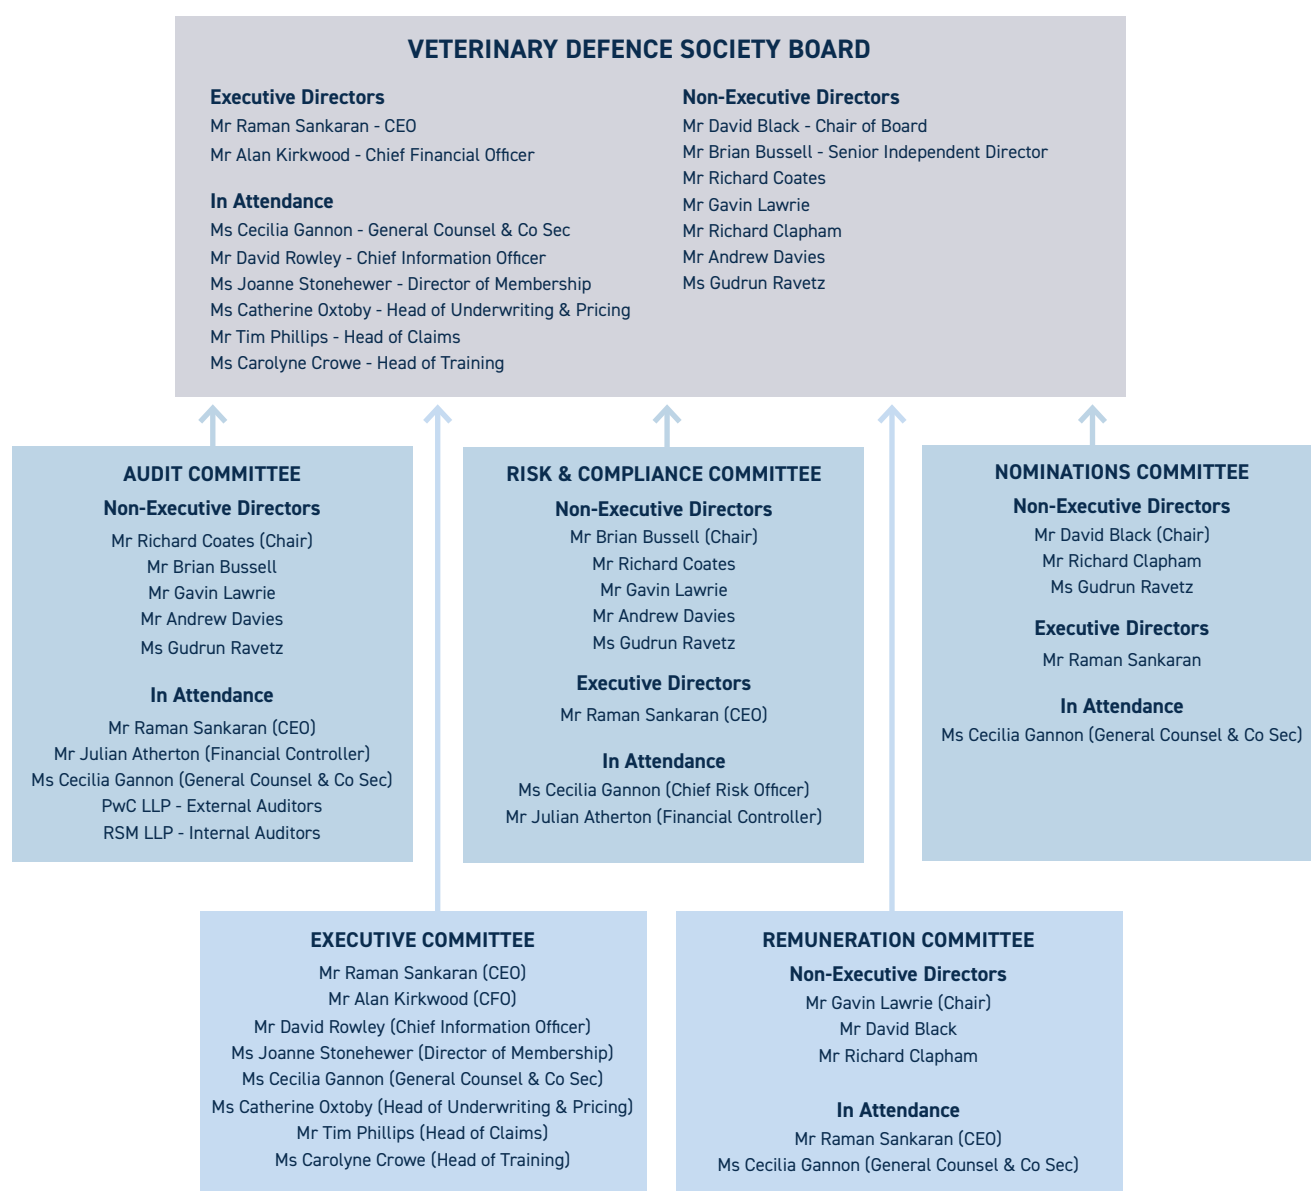 VETERINARY DEFENCE SOCIETY BOARD
Executive Directors
Mr Raman Sankaran - CEO
Mr Alan Kirkwood - Chief Financial Officer
In Attendance
Ms Cecilia Gannon - General Counsel & Co Sec
Mr David Rowley - Chief Information Officer
Ms Joanne Stonehewer - Director of Membership
Ms Catherine Oxtoby - Head of Underwriting & Pricing
Mr Tim Phillips - Head of Claims
Ms Carolyne Crowe - Head of Training
Non-Executive Directors
Mr David Black - Chair of Board
Mr Brian Bussell - Senior Independent Director
Mr Richard Coates
Mr Gavin Lawrie
Mr Richard Clapham
Mr Andrew Davies
Ms Gudrun Ravetz
AUDIT COMMITTEE
Non-Executive Directors
Mr Richard Coates (Chair)
Mr Brian Bussell
Mr Gavin Lawrie
Mr Andrew Davies
Ms Gudrun Ravetz
In Attendance
Mr Raman Sankaran (CEO)
Mr Julian Atherton (Financial Controller)
Ms Cecilia Gannon (General Counsel & Co Sec)
PwC LLP - External Auditors
RSM LLP - Internal Auditors
RISK & COMPLIANCE COMMITTEE
Non-Executive Directors
Mr Brian Bussell (Chair)
Mr Richard Coates
Mr Gavin Lawrie
Mr Andrew Davies
Ms Gudrun Ravetz
Executive Directors
Mr Raman Sankaran (CEO)
In Attendance
Ms Cecilia Gannon (Chief Risk Officer)
Mr Julian Atherton (Financial Controller)
NOMINATIONS COMMITTEE
Non-Executive Directors
Mr David Black (Chair)
Mr Richard Clapham
Ms Gudrun Ravetz
Executive Directors
Mr Raman Sankaran
In Attendance
Ms Cecilia Gannon (General Counsel & Co Sec)
EXECUTIVE COMMITTEE
Mr Raman Sankaran (CEO)
Mr Alan Kirkwood (CFO)
Mr David Rowley (Chief Information Officer)
Ms Joanne Stonehewer (Director of Membership)
Ms Cecilia Gannon (General Counsel & Co Sec)
Ms Catherine Oxtoby (Head of Underwriting & Pricing)
Mr Tim Phillips (Head of Claims)
Ms Carolyne Crowe (Head of Training)
REMUNERATION COMMITTEE
Non-Executive Directors
Mr Gavin Lawrie (Chair)
Mr David Black
Mr Richard Clapham
In Attendance
Mr Raman Sankaran (CEO)
Ms Cecilia Gannon (General Counsel & Co Sec)